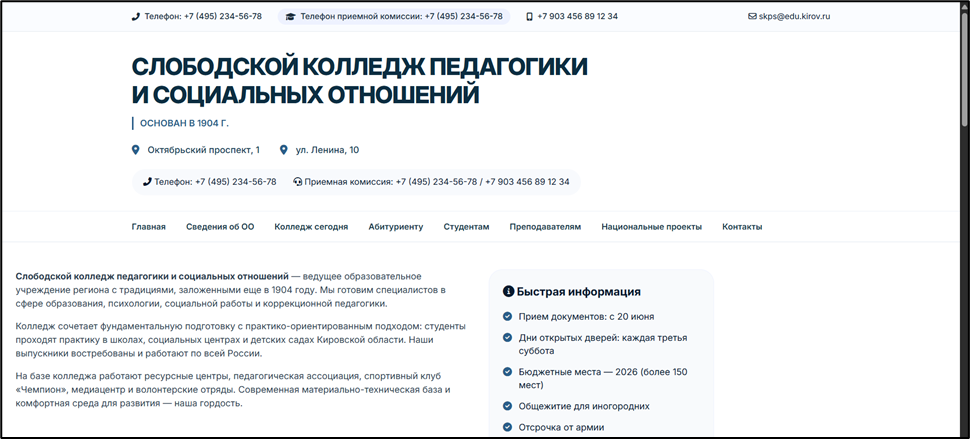 Телефон: +7 (495) 234-56-78
Телефон приемной комиссии: +7 (495) 234-56-78
+7 903 456 89 12 34
skps@edu.kirov.ru
СЛОБОДСКОЙ КОЛЛЕДЖ ПЕДАГОГИКИ
И СОЦИАЛЬНЫХ ОТНОШЕНИЙ
ОСНОВАН В 1904 Г.
Октябрьский проспект, 1
ул. Ленина, 10
Телефон: +7 (495) 234-56-78
Приемная комиссия: +7 (495) 234-56-78 / +7 903 456 89 12 34
Главная
Сведения об ОО
Колледж сегодня
Абитуриенту
Студентам
Преподавателям
Национальные проекты
Контакты
Слободской колледж педагогики и социальных отношений — ведущее образовательное
учреждение региона с традициями, заложенными еще в 1904 году. Мы готовим специалистов в
сфере образования, психологии, социальной работы и коррекционной педагогики.
Колледж сочетает фундаментальную подготовку с практико-ориентированным подходом: студенты
проходят практику в школах, социальных центрах и детских садах Кировской области. Наши
выпускники востребованы и работают по всей России.
На базе колледжа работают ресурсные центры, педагогическая ассоциация, спортивный клуб
«Чемпион», медиацентр и волонтерские отряды. Современная материально-техническая база и
комфортная среда для развития — наша гордость.
Быстрая информация
Прием документов: с 20 июня
Дни открытых дверей: каждая третья
суббота
Бюджетные места — 2026 (более 150
мест)
Общежитие для иногородних
Отсрочка от армии